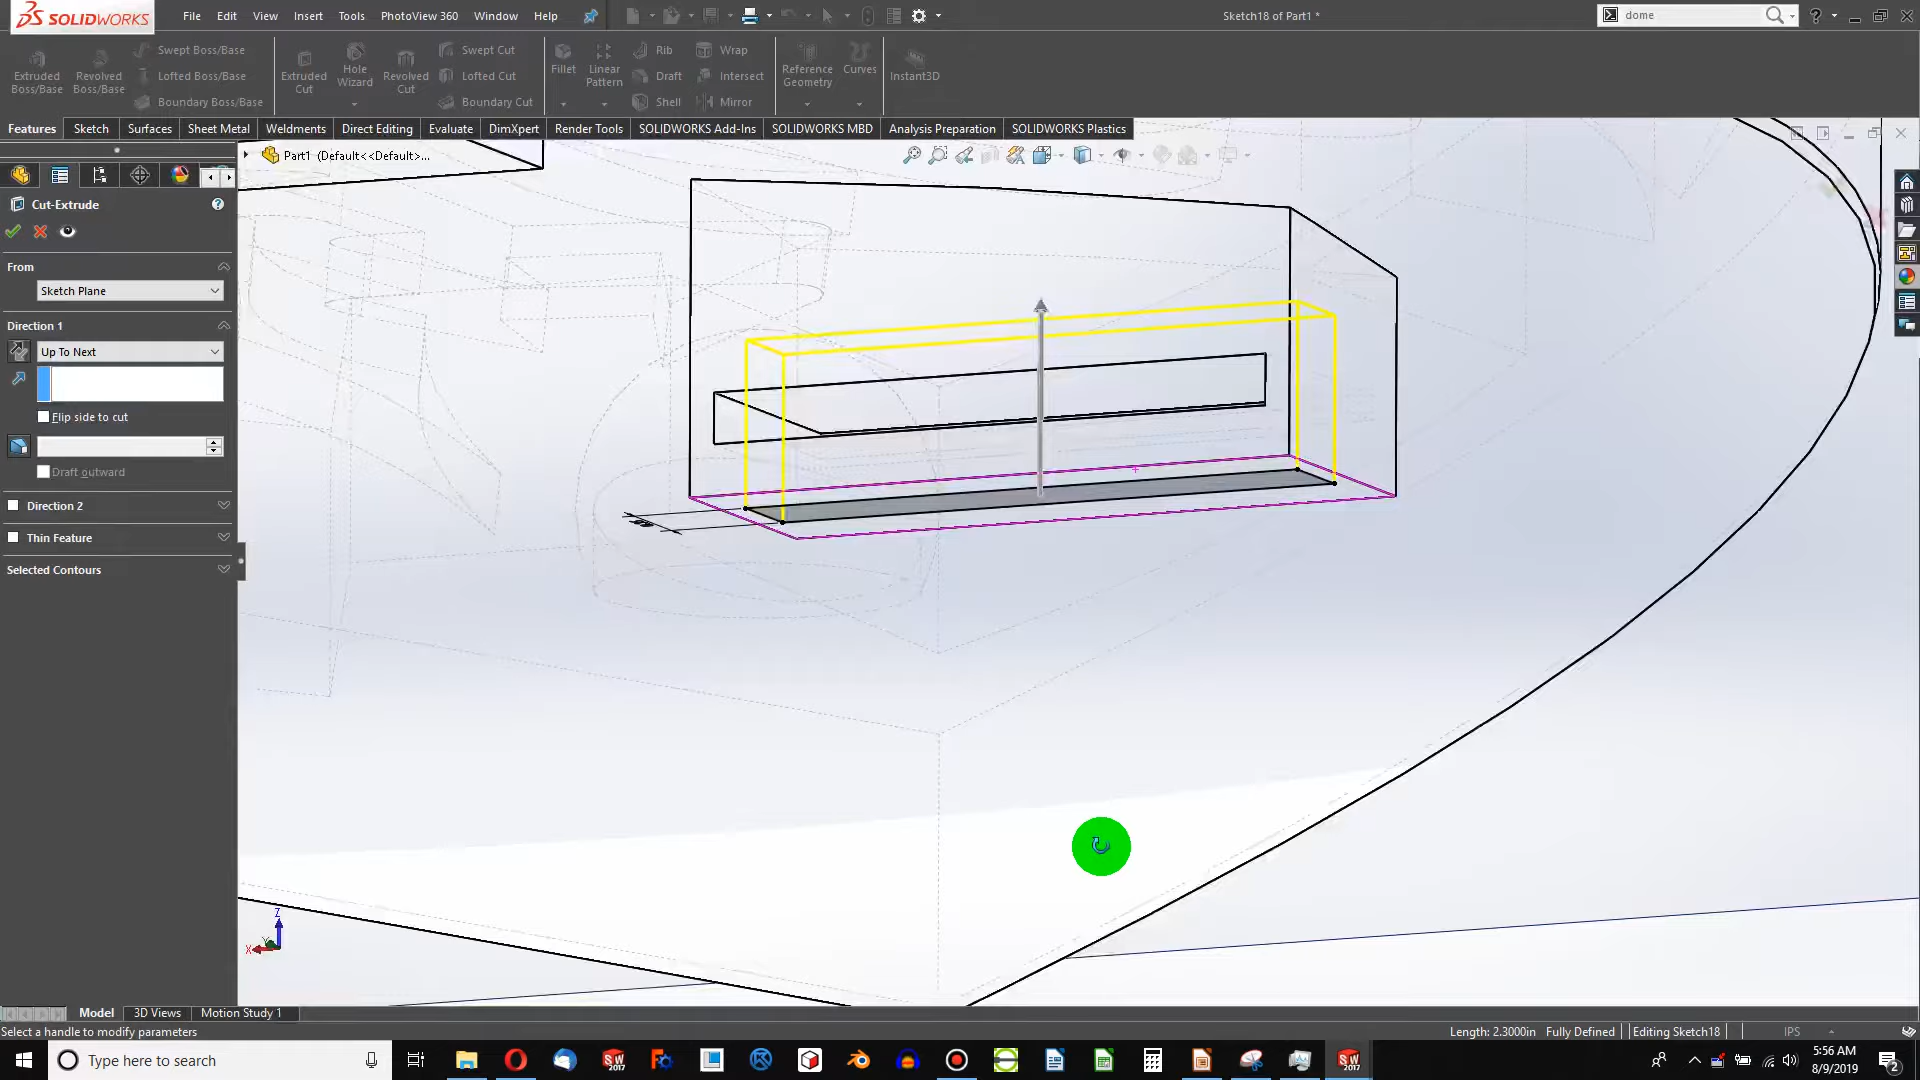 SOLIDWORKS
File Edit View Insert Tools PhotoView 360 Window Help
Sketch18 of Part1 *
dome
Extruded Boss/Base
Revolved Boss/Base
Swept Boss/Base
Lofted Boss/Base
Boundary Boss/Base
Extruded Cut
Hole Wizard
Revolved Cut
Swept Cut
Lofted Cut
Boundary Cut
Fillet
Linear Pattern
Rib
Draft
Shell
Wrap
Intersect
Mirror
Reference Geometry
Curves
Instant3D
Features Sketch Surfaces Sheet Metal Weldments Direct Editing Evaluate DimXpert Render Tools SOLIDWORKS Add-Ins SOLIDWORKS MBD Analysis Preparation SOLIDWORKS Plastics
Part1 (Default<<Default>...
Cut-Extrude
From
Sketch Plane
Direction 1
Up To Next
Flip side to cut
Draft outward
Direction 2
Thin Feature
Selected Contours
Z
X
Model 3D Views Motion Study 1
Select a handle to modify parameters
Length: 2.3000in Fully Defined Editing Sketch18 IPS
Type here to search
SW 2017
SW 2017
5:56 AM
8/9/2019
2